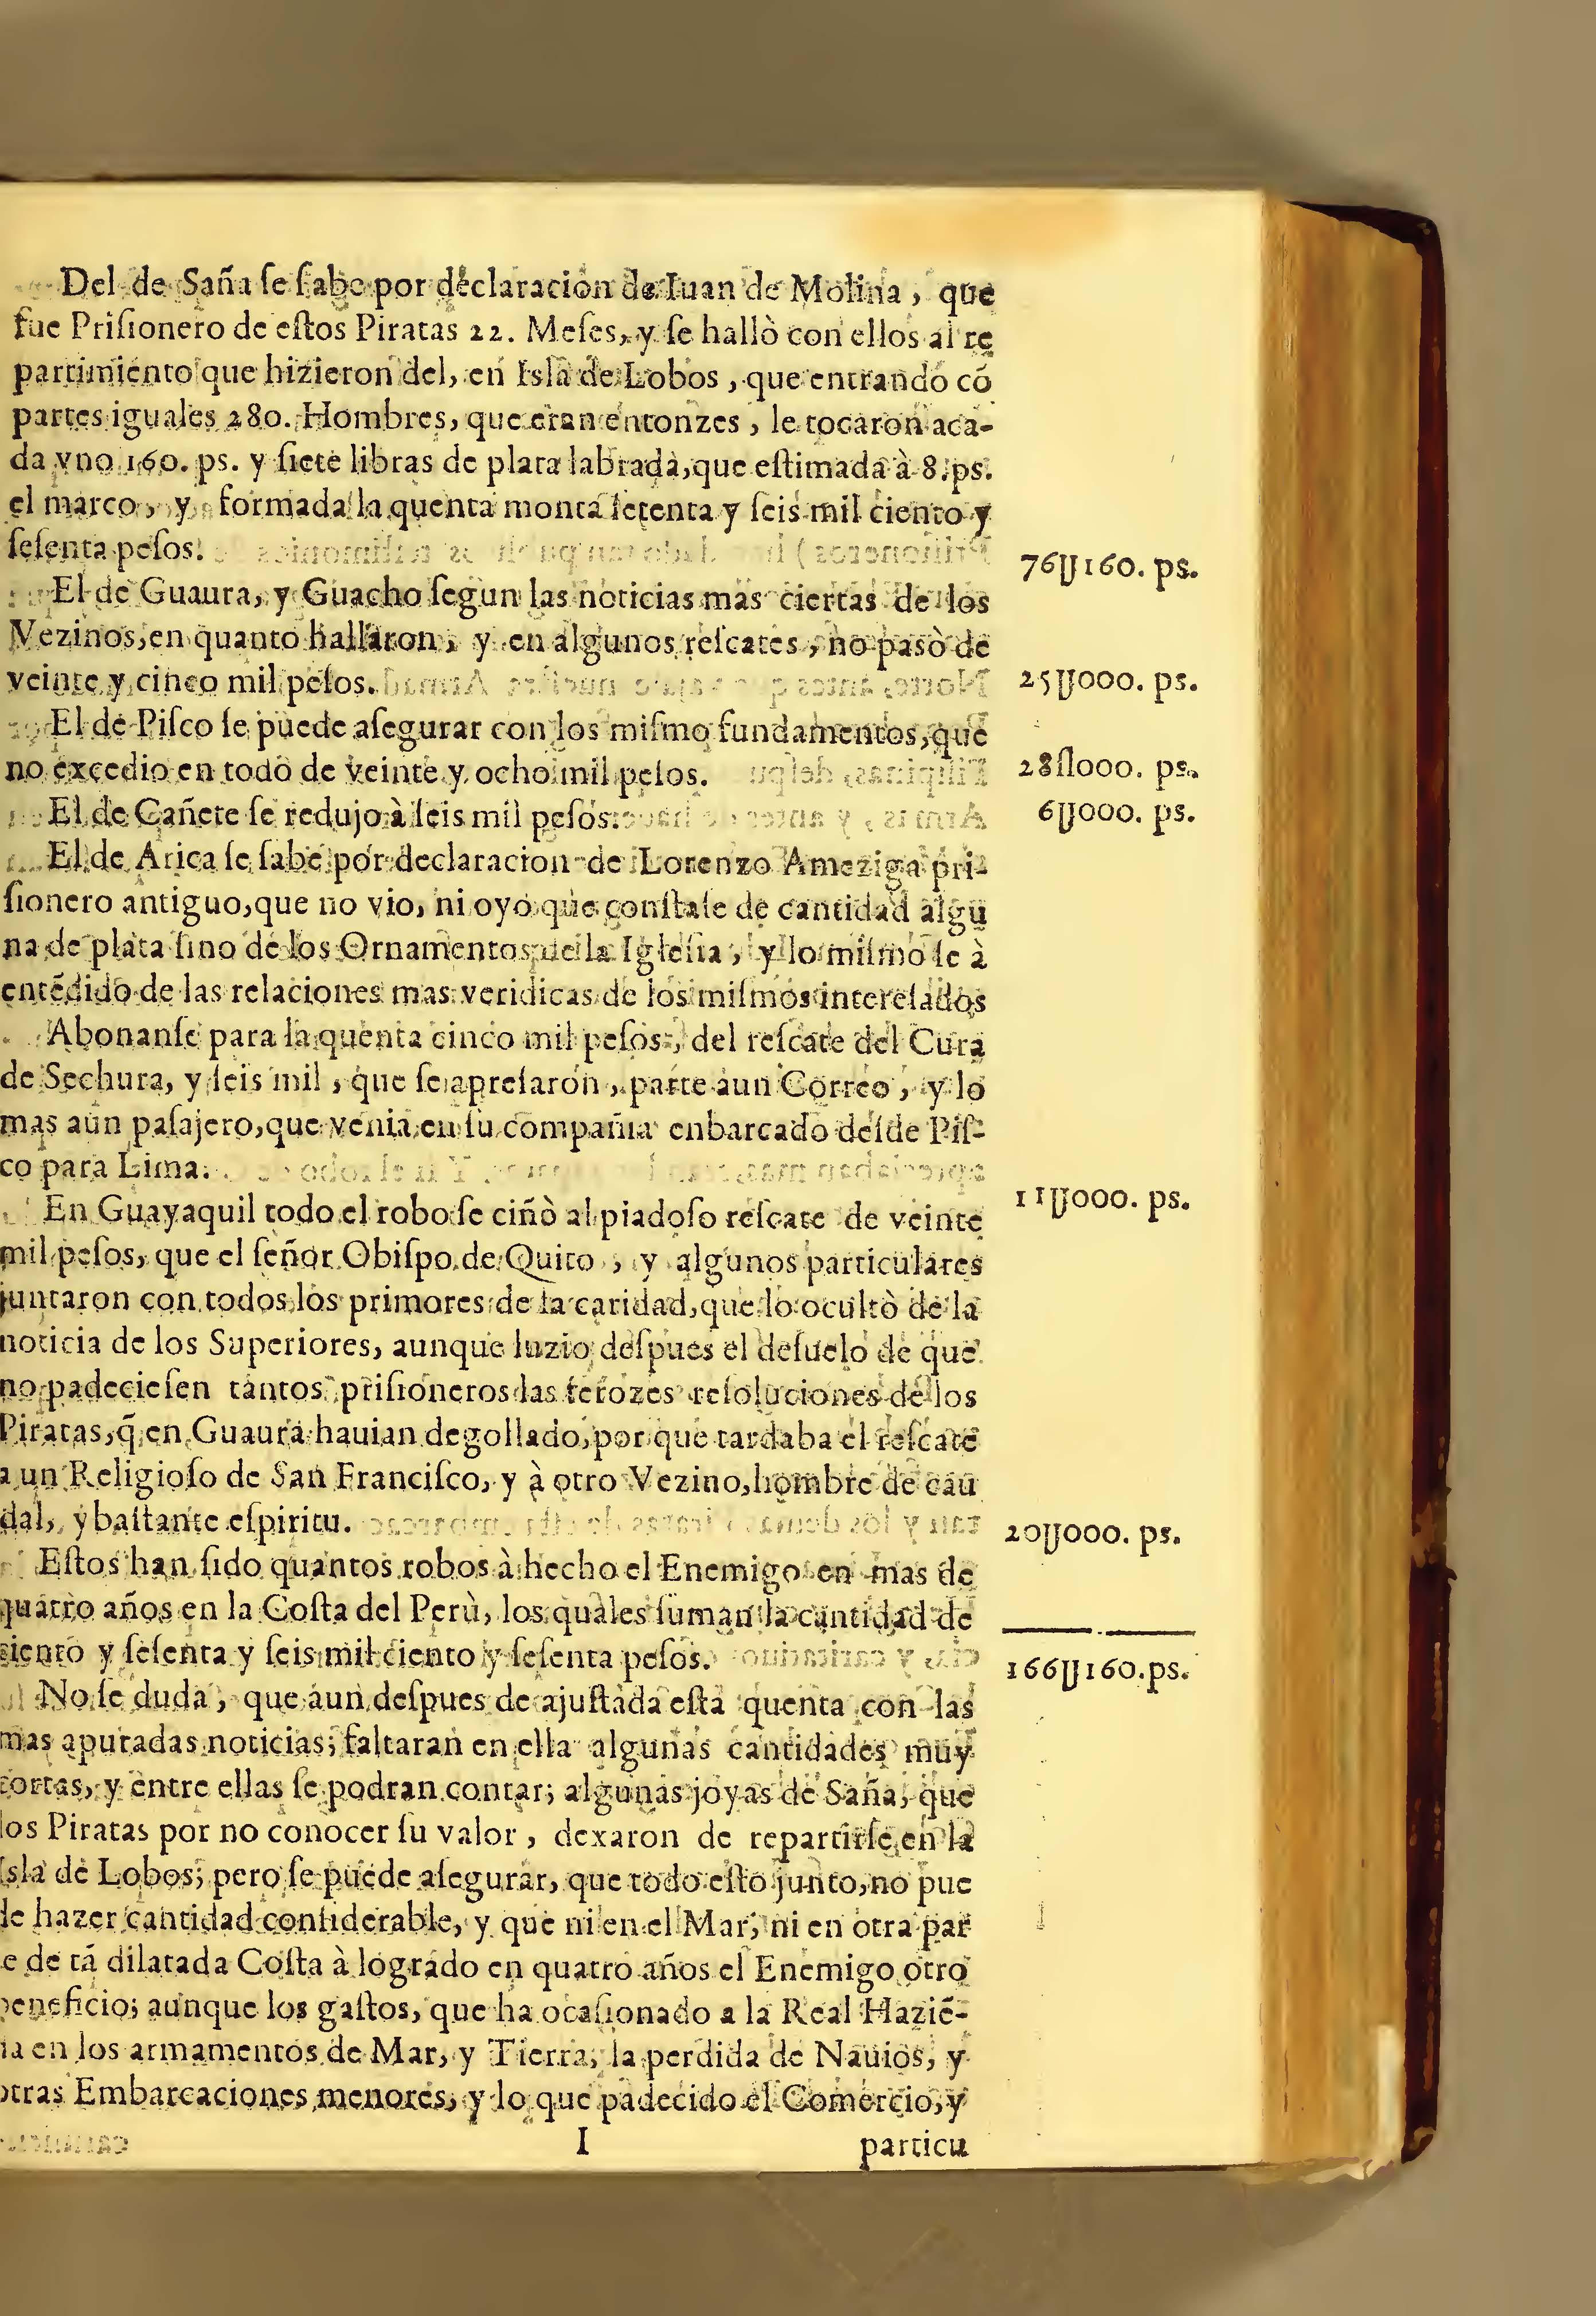 Del de Saña ſe ſabe por declaracion de Iuan de Molina, que
fue Priſionero de eſtos Piratas 22. Meſes, y ſe hallò con ellos al re
partimiento que hizieron del, en Isla de Lobos, que entrando cõ
partes iguales 280. Hombres, que eran entonzes, le tocaron aca-
da vno 160. ps. y ſiete libras de plata labrada, que eſtimada à 8. ps.
el marco, y formada la quenta monta ſetenta y ſeis mil ciento y
ſeſenta peſos. 76U160. ps.
El de Guaura, y Guacho ſegun las noticias mas ciertas de los
Vezinos, en quanto hallaron, y en algunos reſcates, no pasò de
veinte y cinco mil peſos. 25U000. ps.
El de Piſco ſe puede aſegurar con los miſmo fundamentos, que
no excedio en todo de veinte y ocho mil peſos. 28U000. ps.
El de Cañete ſe redujo à ſeis mil peſos. 6U000. ps.
El de Arica ſe ſabe por declaracion de Lorenzo Ameziga pri-
ſionero antiguo, que no vio, ni oyo que conſtaſe de cantidad algu
na de plata ſino de los Ornamentos de la Igleſia, y lo miſmo ſe à
entẽdido de las relaciones mas veridicas de los miſmos intereſados
Abonanſe para la quenta cinco mil peſos, del reſcate del Cura
de Sechura, y ſeis mil, que ſe apreſaron, parte aun Correo, y lo
mas aun paſajero, que venia en ſu compañia enbarcado deſde Piſ-
co para Lima. 11U000. ps.
En Guayaquil todo el robo ſe ciñò al piadoſo reſcate de veinte
mil peſos, que el ſeñor Obiſpo de Quito, y algunos particulares
juntaron con todos los primores de la caridad, que lo ocultò de la
noticia de los Superiores, aunque luzio deſpues el deſuelo de que
no padecieſen tantos priſioneros las ferozes reſoluciones de los
Piratas, q̃ en Guaura hauian degollado, por que tardaba el reſcate
a un Religioſo de San Franciſco, y à otro Vezino, hombre de cau
dal, y baſtante eſpiritu. 20U000. ps.
Eſtos han ſido quantos robos à hecho el Enemigo en mas de
quatro años en la Coſta del Perù, los quales ſuman la cantidad de
siento y ſeſenta y ſeis mil ciento y ſeſenta peſos. 166U160. ps.
No ſe duda, que aun deſpues de ajuſtada eſta quenta con las
mas apuradas noticias; faltaran en ella algunas cantidades muy
cortas, y entre ellas ſe podran contar; algunas joyas de Saña, que
los Piratas por no conocer ſu valor, dexaron de repartirſe en la
Isla de Lobos; pero ſe puede aſegurar, que todo eſto junto, no pue
de hazer cantidad conſiderable, y que ni en el Mar, ni en otra par
e de tã dilatada Coſta à logrado en quatro años el Enemigo otro
beneficio; aunque los gaſtos, que ha ocaſionado a la Real Haziẽ-
da en los armamentos de Mar, y Tierra, la perdida de Nauios, y
otras Embarcaciones menores, y lo que padecido el Comercio, y
I particu